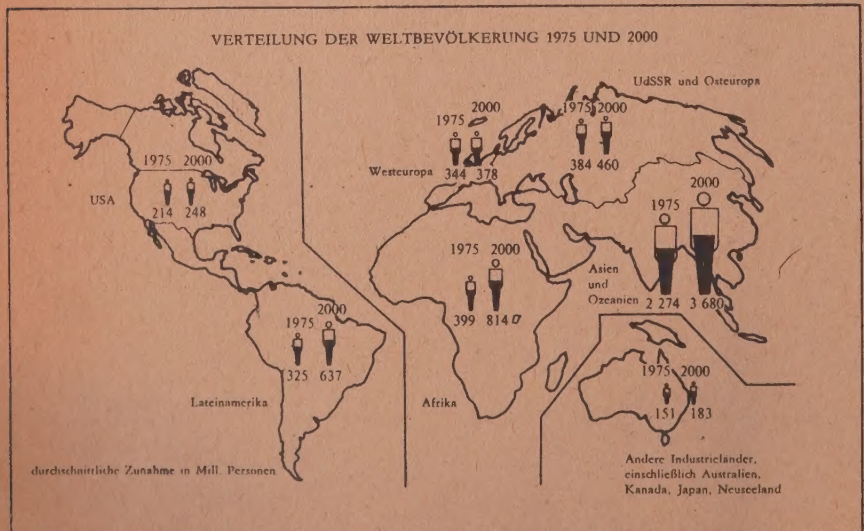 VERTEILUNG DER WELTBEVÖLKERUNG 1975 UND 2000
UdSSR und Osteuropa
1975 2000
384 460
1975 2000
Westeuropa
344 378
1975 2000
USA
214 248
1975 2000
Asien
und
Ozeanien
2 274 3 680
1975 2000
399 814
Afrika
1975 2000
325 637
Lateinamerika
1975 2000
151 183
Andere Industrieländer,
einschließlich Australien,
Kanada, Japan, Neuseeland
durchschnittliche Zunahme in Mill. Personen